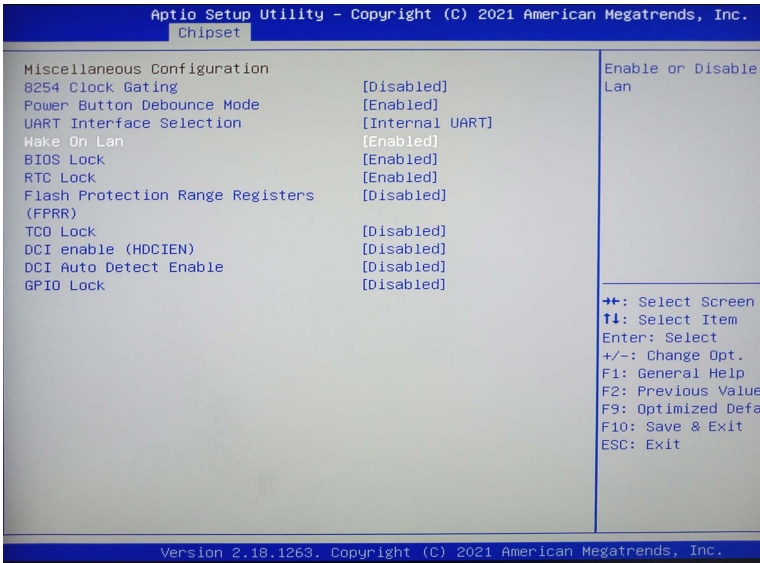 Aptio Setup Utility – Copyright (C) 2021 American Megatrends, Inc.
Chipset
Miscellaneous Configuration
8254 Clock Gating [Disabled]
Power Button Debounce Mode [Enabled]
UART Interface Selection [Internal UART]
Wake On Lan [Enabled]
BIOS Lock [Enabled]
RTC Lock [Enabled]
Flash Protection Range Registers [Disabled]
(FPRR)
TCO Lock [Disabled]
DCI enable (HDCIEN) [Disabled]
DCI Auto Detect Enable [Disabled]
GPIO Lock [Disabled]
Enable or Disable
Lan
→←: Select Screen
↑↓: Select Item
Enter: Select
+/-: Change Opt.
F1: General Help
F2: Previous Value
F9: Optimized Defa
F10: Save & Exit
ESC: Exit
Version 2.18.1263. Copyright (C) 2021 American Megatrends, Inc.